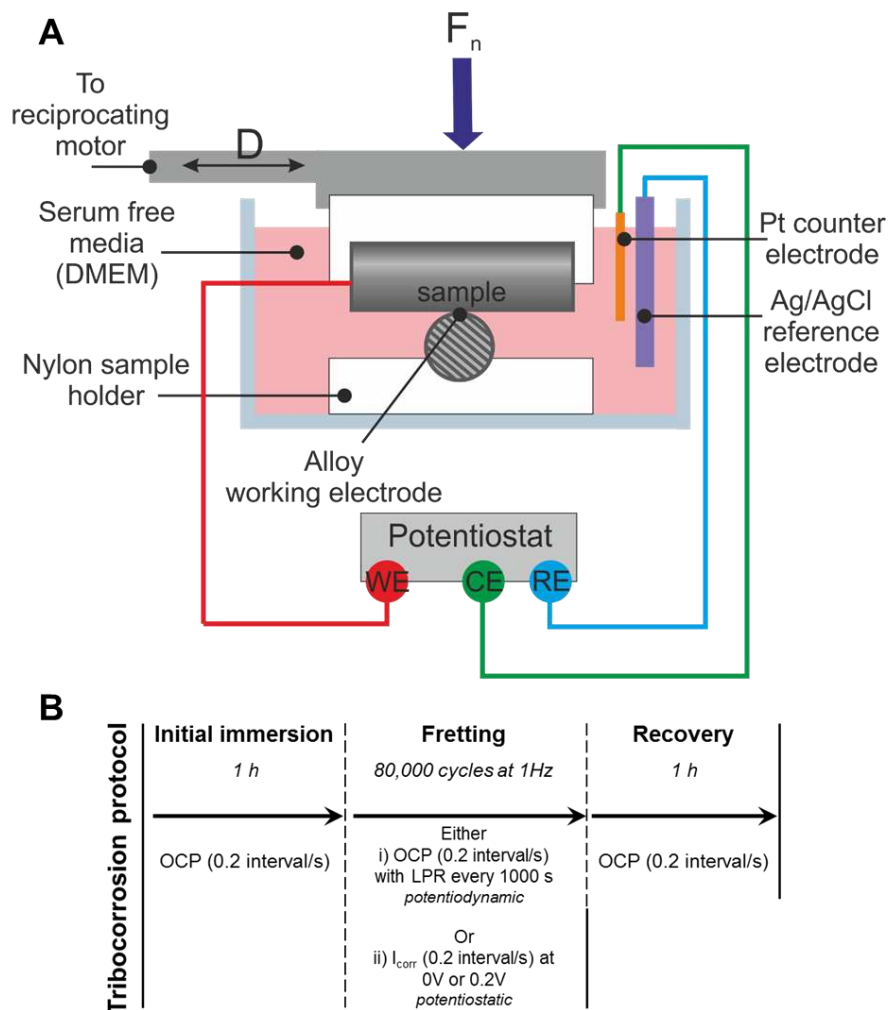 A
F
n
To
reciprocating
motor
D
Serum free
media
(DMEM)
Pt counter
electrode
sample
Ag/AgCl
reference
electrode
Nylon sample
holder
Alloy
working electrode
Potentiostat
WE CE RE
B
Tribocorrosion protocol
Initial immersion Fretting Recovery
1 h 80,000 cycles at 1Hz 1 h
OCP (0.2 interval/s)
Either
i) OCP (0.2 interval/s)
with LPR every 1000 s
potentiodynamic
Or
ii) Icorr (0.2 interval/s) at
0V or 0.2V
potentiostatic
OCP (0.2 interval/s)